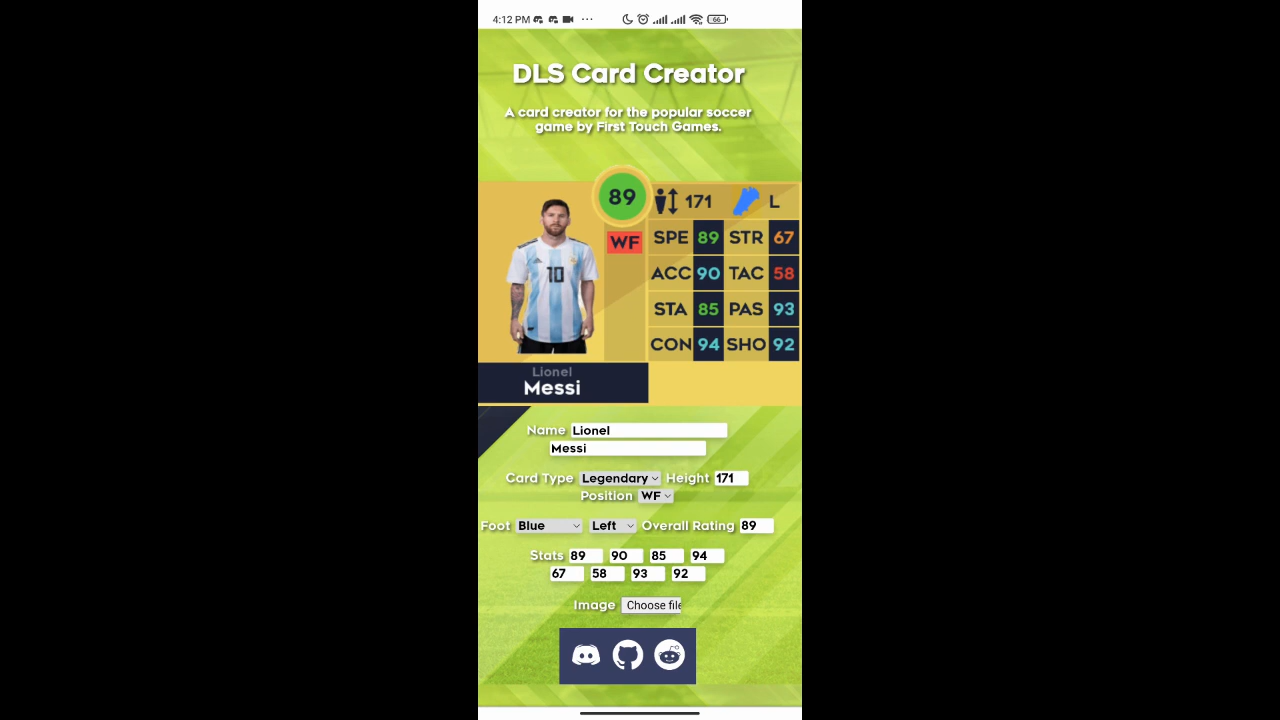 4:12 PM ... 66
DLS Card Creator
A card creator for the popular soccer
game by First Touch Games.
89 171 L
WF SPE 89 STR 67
10 ACC 90 TAC 58
STA 85 PAS 93
CON 94 SHO 92
Lionel
Messi
Name Lionel
Messi
Card Type Legendary Height 171
Position WF
Foot Blue Left Overall Rating 89
Stats 89 90 85 94
67 58 93 92
Image Choose file